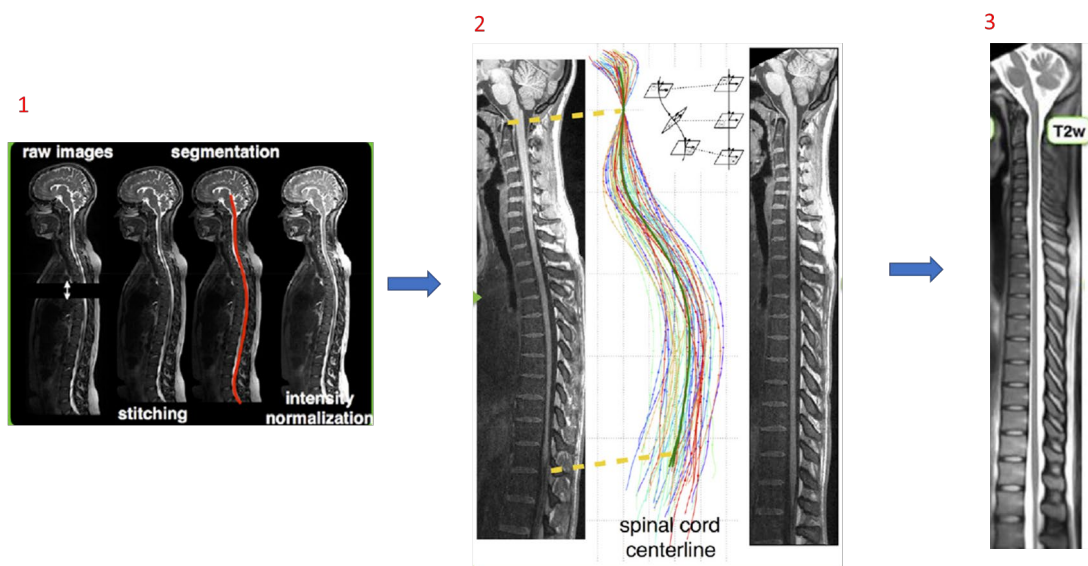 1
raw images
segmentation
stitching
intensity
normalization
2
spinal cord
centerline
3
T2w